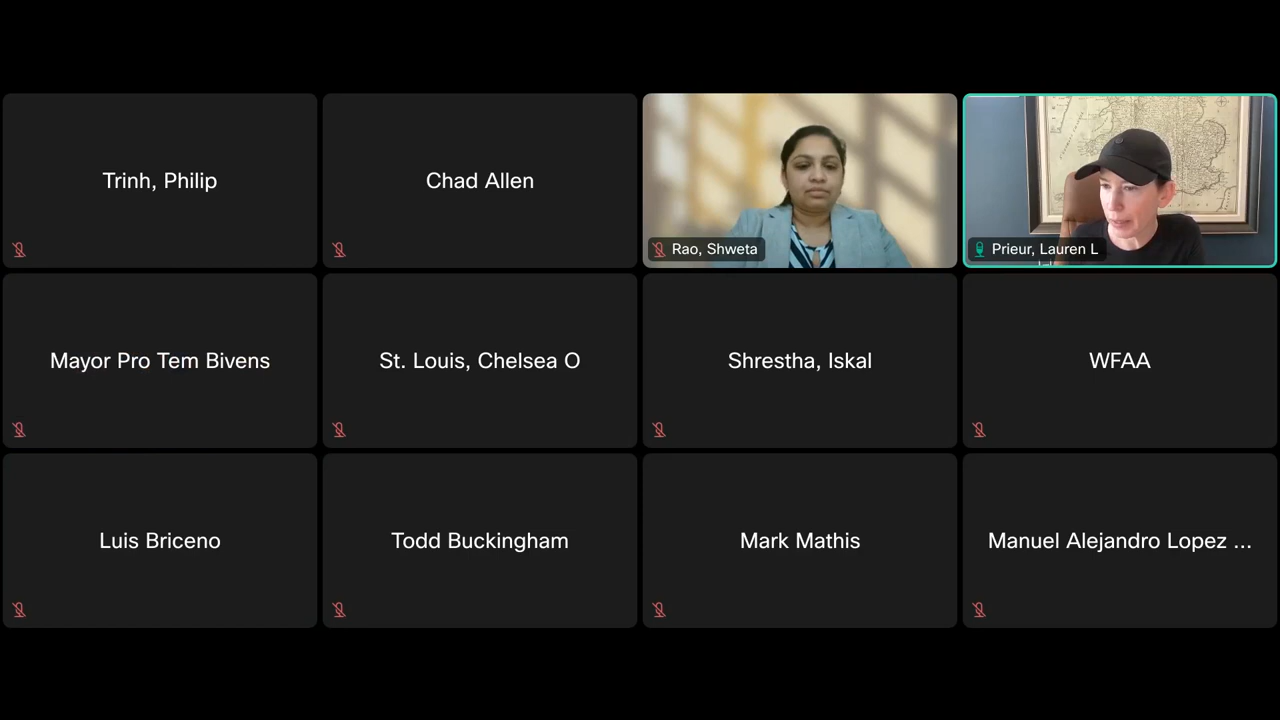 Trinh, Philip
Chad Allen
Rao, Shweta
Prieur, Lauren L
Mayor Pro Tem Bivens
St. Louis, Chelsea O
Shrestha, Iskal
WFAA
Luis Briceno
Todd Buckingham
Mark Mathis
Manuel Alejandro Lopez ...